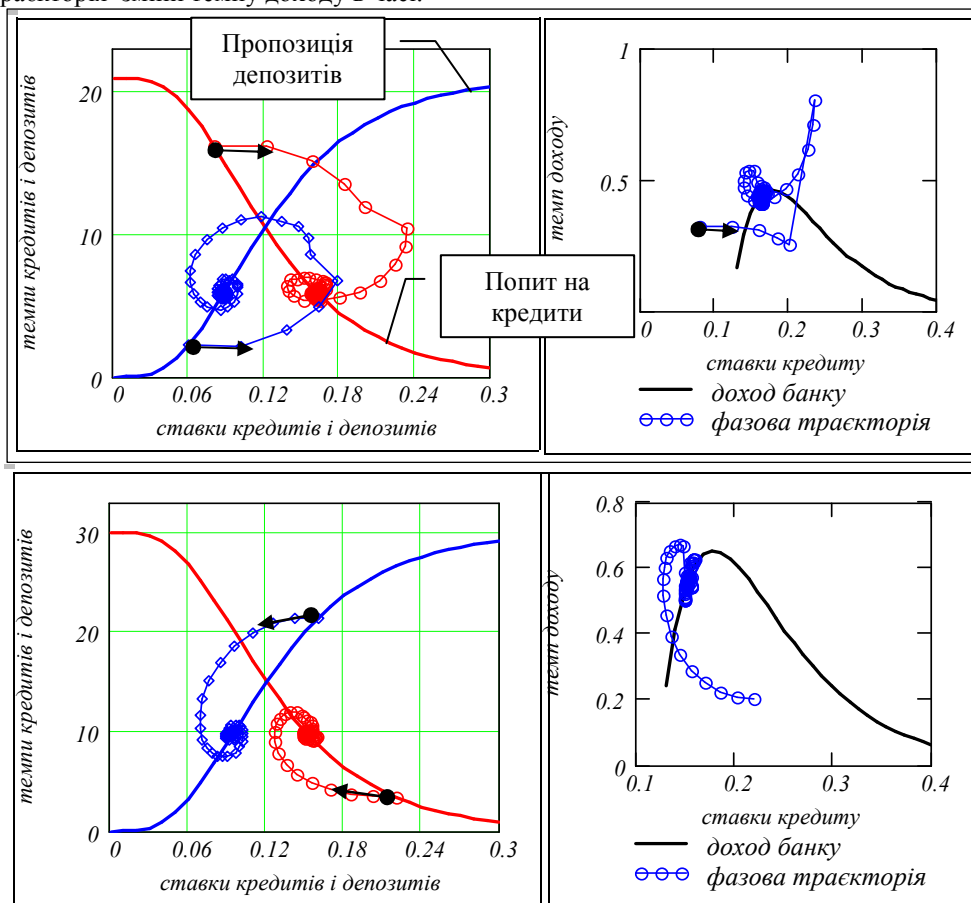 зміни темпу доходу в часі.
Пропозиція
депозитів
Попит на
кредити
темпи кредитів і депозитів
20
10
0
0 0.06 0.12 0.18 0.24 0.3
ставки кредитів і депозитів
темп доходу
1
0.5
0 0.1 0.2 0.3 0.4
ставки кредиту
доход банку
фазова траєкторія
темпи кредитів і депозитів
30
20
10
0
0 0.06 0.12 0.18 0.24 0.3
ставки кредитів і депозитів
темп доходу
0.8
0.6
0.4
0.2
0
0.1 0.2 0.3 0.4
ставки кредиту
доход банку
фазова траєкторія